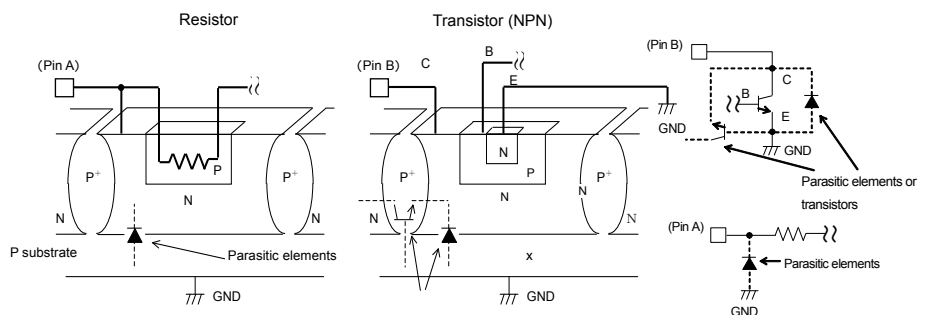 Resistor
Transistor (NPN)
(Pin A)
(Pin B)
C
B
E
(Pin B)
C
B
E
GND
GND
P+
P
P+
N
N
N
P+
N
P
N
N
P+
N
N
Parasitic elements or
transistors
P substrate
Parasitic elements
x
(Pin A)
Parasitic elements
GND
GND
GND